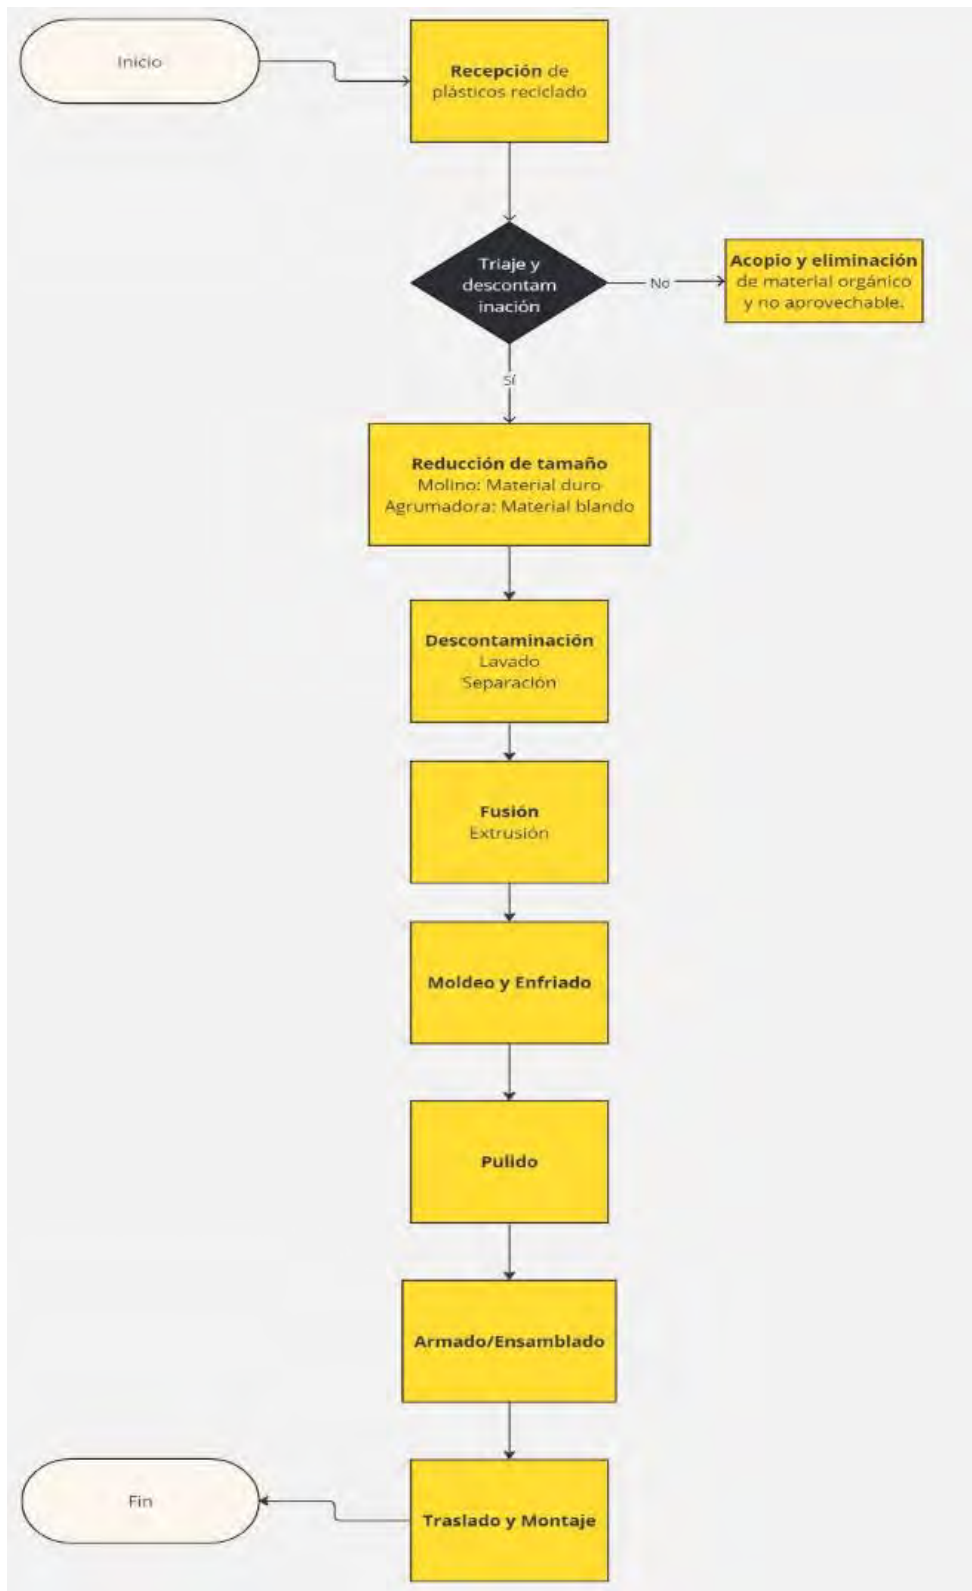 Inicio
Recepción de
plásticos reciclado
Triaje y
descontam
inación
No
Acopio y eliminación
de material orgánico
y no aprovechable.
Sí
Reducción de tamaño
Molino: Material duro
Agrumadora: Material blando
Descontaminación
Lavado
Separación
Fusión
Extrusión
Moldeo y Enfriado
Pulido
Armado/Ensamblado
Traslado y Montaje
Fin